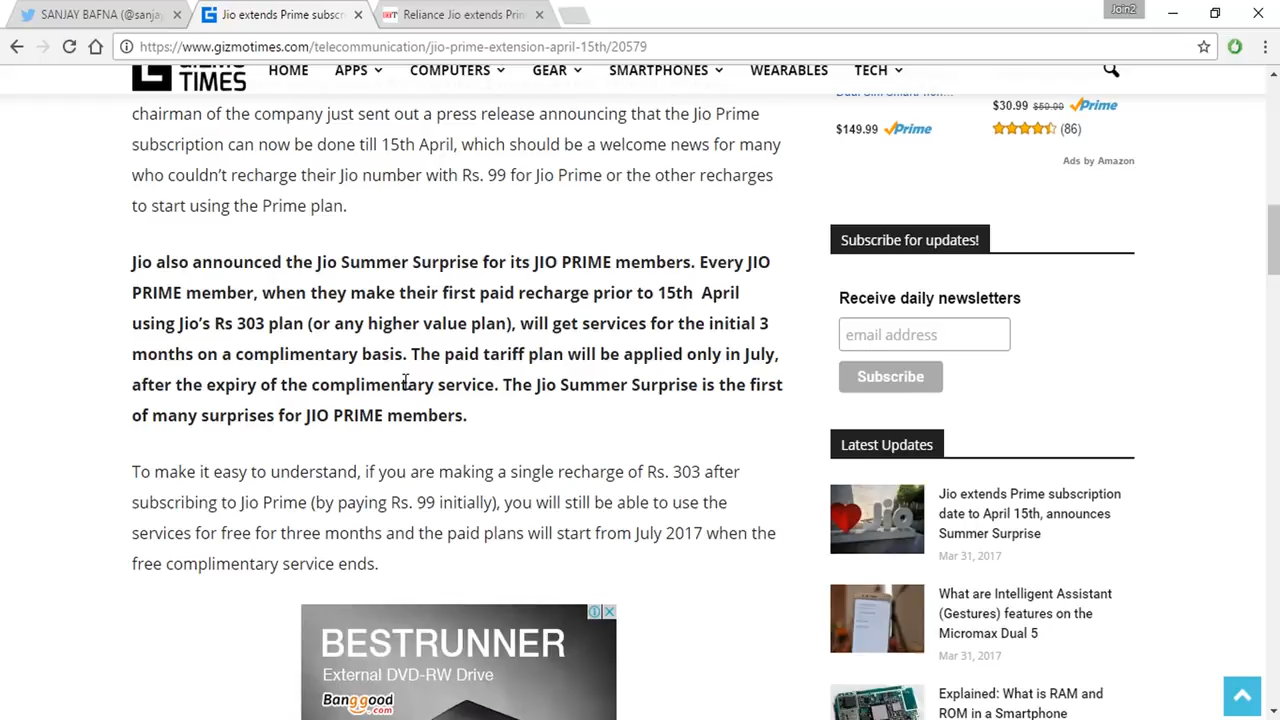 SANJAY BAFNA (@sanja
Jio extends Prime subscr
Reliance Jio extends Prim
Join2
https://www.gizmotimes.com/telecommunication/jio-prime-extension-april-15th/20579
TIMES
HOME
APPS
COMPUTERS
GEAR
SMARTPHONES
WEARABLES
TECH
chairman of the company just sent out a press release announcing that the Jio Prime
subscription can now be done till 15th April, which should be a welcome news for many
who couldn't recharge their Jio number with Rs. 99 for Jio Prime or the other recharges
to start using the Prime plan.
Jio also announced the Jio Summer Surprise for its JIO PRIME members. Every JIO
PRIME member, when they make their first paid recharge prior to 15th April
using Jio's Rs 303 plan (or any higher value plan), will get services for the initial 3
months on a complimentary basis. The paid tariff plan will be applied only in July,
after the expiry of the complimentary service. The Jio Summer Surprise is the first
of many surprises for JIO PRIME members.
To make it easy to understand, if you are making a single recharge of Rs. 303 after
subscribing to Jio Prime (by paying Rs. 99 initially), you will still be able to use the
services for free for three months and the paid plans will start from July 2017 when the
free complimentary service ends.
BESTRUNNER
External DVD-RW Drive
Banggood
.com
$149.99 Prime
$30.99 $50.00 Prime
(86)
Ads by Amazon
Subscribe for updates!
Receive daily newsletters
email address
Subscribe
Latest Updates
Jio
Jio extends Prime subscription
date to April 15th, announces
Summer Surprise
Mar 31, 2017
What are Intelligent Assistant
(Gestures) features on the
Micromax Dual 5
Mar 31, 2017
Explained: What is RAM and
ROM in a Smartphone